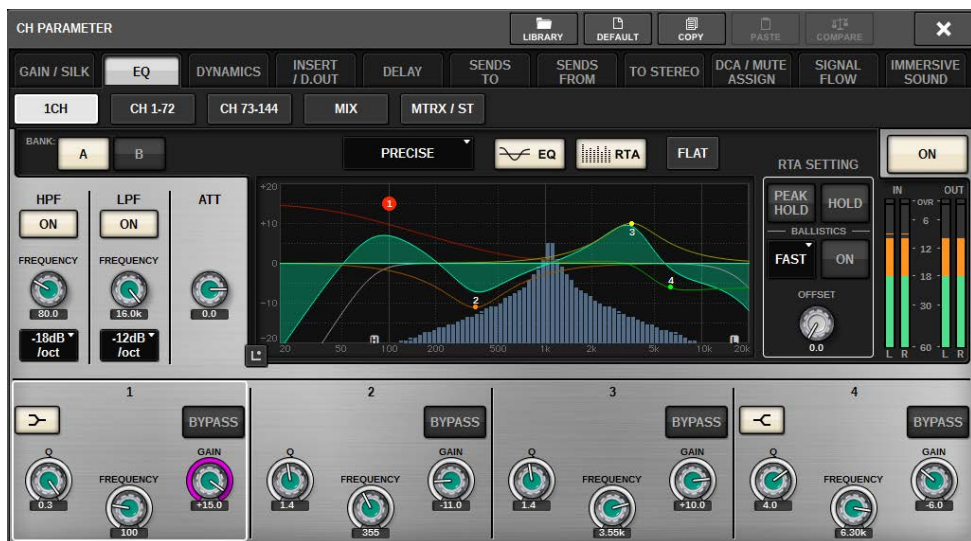 CH PARAMETER
LIBRARY DEFAULT COPY PASTE COMPARE
GAIN / SILK EQ DYNAMICS INSERT / D.OUT DELAY SENDS TO SENDS FROM TO STEREO DCA / MUTE ASSIGN SIGNAL FLOW IMMERSIVE SOUND
1CH CH 1-72 CH 73-144 MIX MTRX / ST
BANK: A B PRECISE EQ RTA FLAT RTA SETTING ON
HPF LPF ATT
ON ON
FREQUENCY FREQUENCY
80.0 16.0k 0.0
-18dB /oct -12dB /oct
+20
+10
0
-10
-20
1
2
3
4
H L
20 50 100 200 500 1k 2k 5k 10k 20k
PEAK HOLD HOLD
BALLISTICS
FAST ON
OFFSET
0.0
IN OUT
OVR
6
12
18
30
60
L R L R
1 2 3 4
BYPASS BYPASS BYPASS BYPASS
Q FREQUENCY GAIN Q FREQUENCY GAIN Q FREQUENCY GAIN Q FREQUENCY GAIN
0.3 100 +15.0 1.4 355 -11.0 1.4 3.55k +10.0 4.0 6.30k -6.0